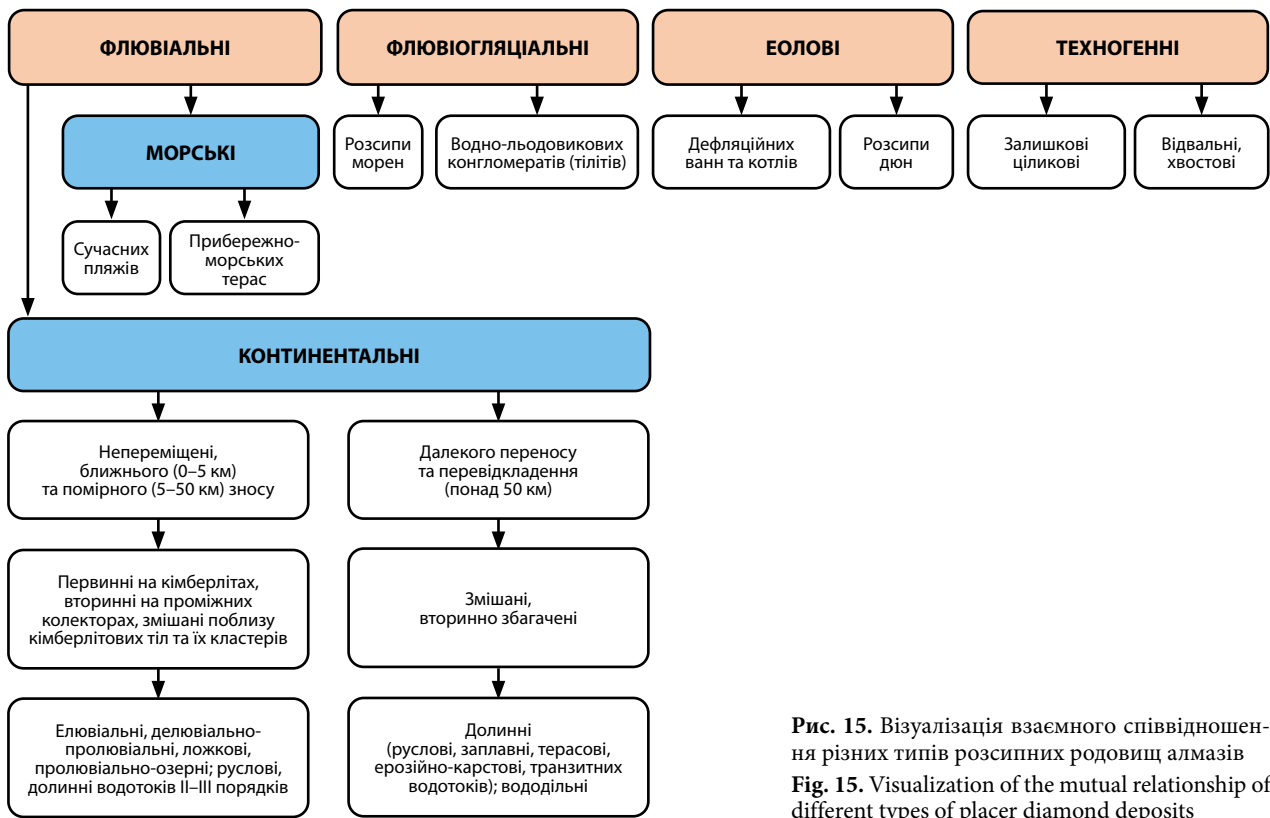 ФЛЮВІАЛЬНІ
ФЛЮВІОГЛЯЦІАЛЬНІ
ЕОЛОВІ
ТЕХНОГЕННІ
МОРСЬКІ
Розсипи
морен
Водно-льодовикових
конгломератів (тілітів)
Дефляційних
ванн та котлів
Розсипи
дюн
Залишкові
ціликові
Відвальні,
хвостові
Сучасних
пляжів
Прибережно-
морських
терас
КОНТИНЕНТАЛЬНІ
Непереміщені,
ближнього (0–5 км)
та помірного (5–50 км) зносу
Далекого переносу
та перевідкладення
(понад 50 км)
Первинні на кімберлітах,
вторинні на проміжних
колекторах, змішані поблизу
кімберлітових тіл та їх кластерів
Змішані,
вторинно збагачені
Елювіальні, делювіально-
пролювіальні, ложкові,
пролювіально-озерні; руслові,
долинні водотоків II–III порядків
Долинні
(руслові, заплавні, терасові,
ерозійно-карстові, транзитних
водотоків); вододільні
Рис. 15. Візуалізація взаємного співвідношен-
ня різних типів розсипних родовищ алмазів
Fig. 15. Visualization of the mutual relationship of
different types of placer diamond deposits